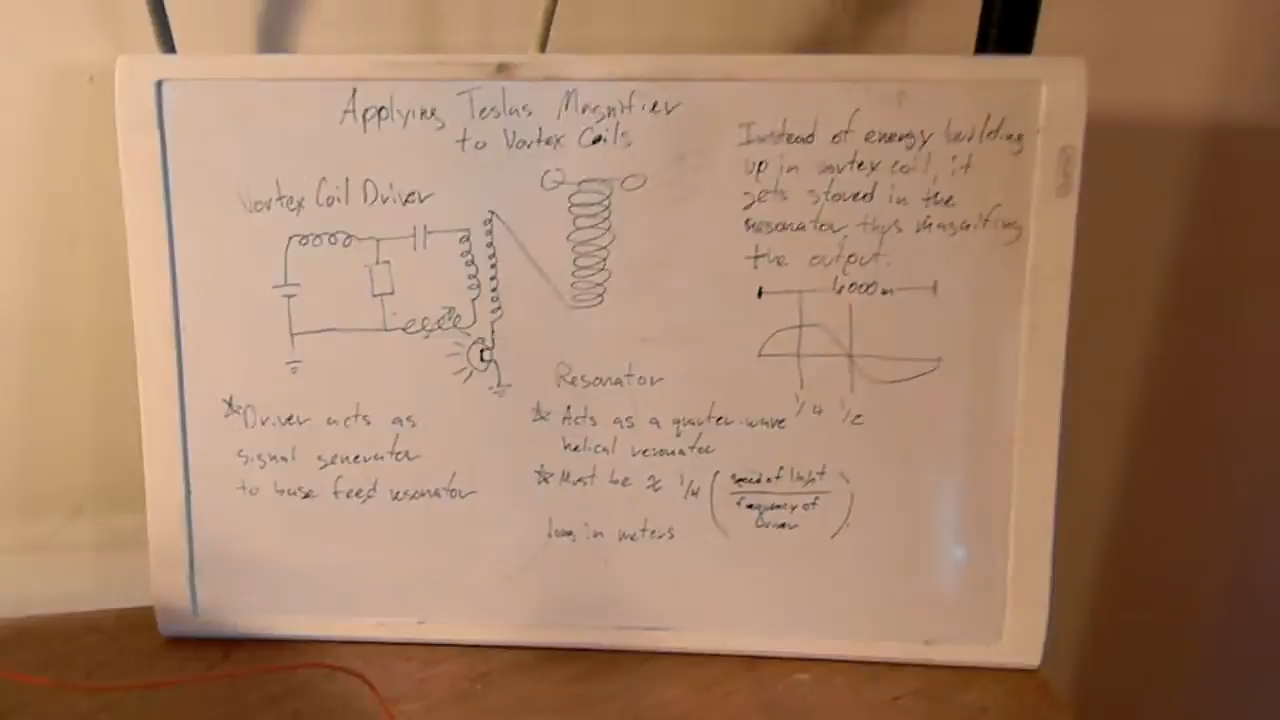 Applying Teslas Magnifier
to Vortex Coils
Vortex Coil Driver
Instead of energy building
up in vortex coil, it
gets stored in the
resonator thus magnifying
the output.
6000m
1/4 1/2
* Driver acts as
signal generator
to base feed resonator
Resonator
* Acts as a quarter-wave
helical resonator
* Must be ≈ 1/4 (speed of light
frequency of
Driver)
long in meters